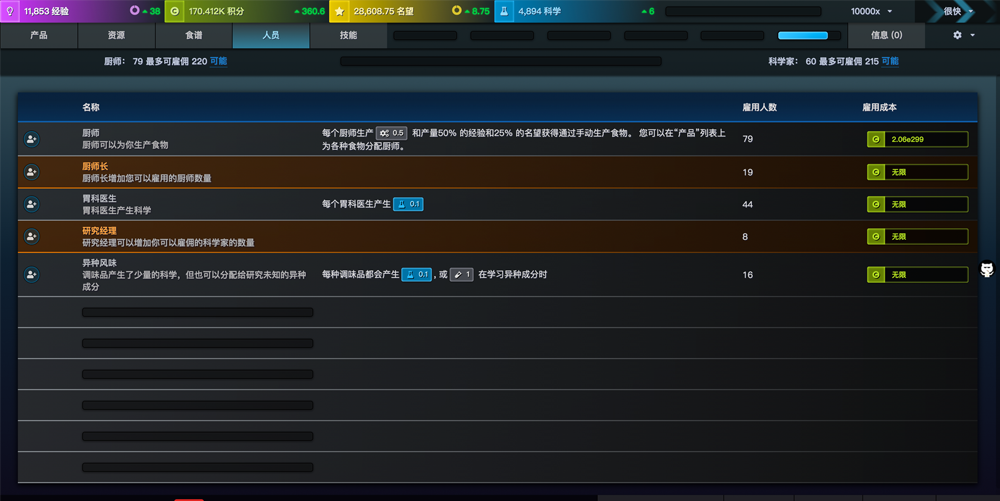 11,853 经验 38 170.412K 积分 380.6 28,608.75 名望 8.75 4,894 科学 6 10000x 很快
产品 资源 食谱 人员 技能 信息 (0)
厨师: 79 最多可雇佣 220 可能 科学家: 60 最多可雇佣 215 可能
名称 雇用人数 雇用成本
厨师
厨师可以为你生产食物
每个厨师生产 0.5 和产量50% 的经验和25% 的名望获得通过手动生产食物。 您可以在“产品”列表上
为各种食物分配厨师。
79 2.06e299
厨师长
厨师长增加您可以雇用的厨师数量
19 无限
胃科医生
胃科医生产生科学
每个胃科医生产生 0.1
44 无限
研究经理
研究经理可以增加你可以雇佣的科学家的数量
8 无限
异种风味
调味品产生了少量的科学，但也可以分配给研究未知的异种
成分
每种调味品都会产生 0.1 , 或 1 在学习异种成分时
16 无限